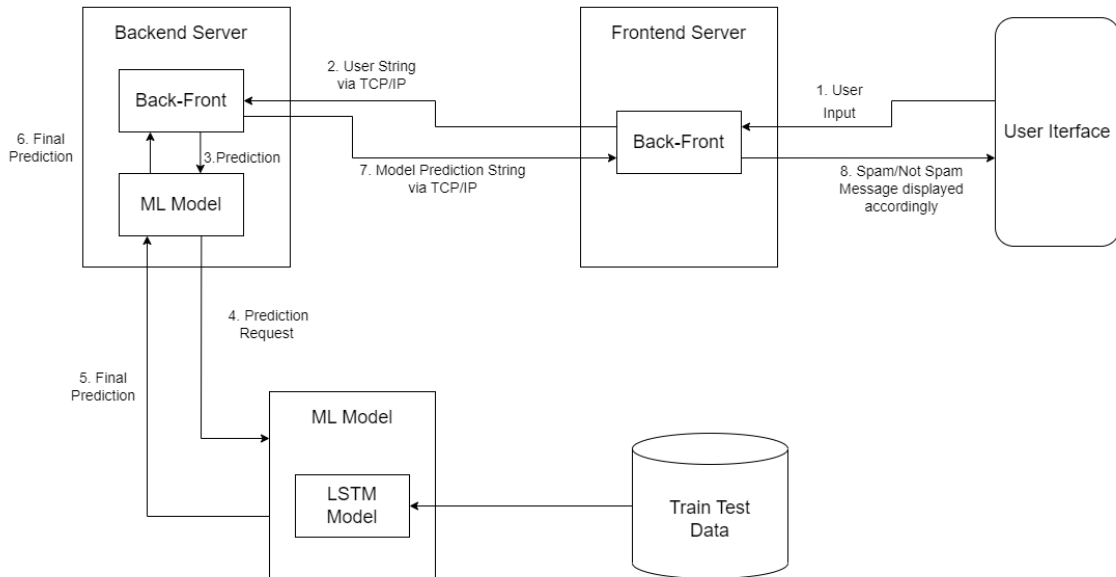 Backend Server
Frontend Server
2. User String
via TCP/IP
1. User
Input
Back-Front
Back-Front
User Iterface
6. Final
Prediction
3.Prediction
7. Model Prediction String
via TCP/IP
8. Spam/Not Spam
Message displayed
accordingly
ML Model
4. Prediction
Request
5. Final
Prediction
ML Model
LSTM
Model
Train Test
Data